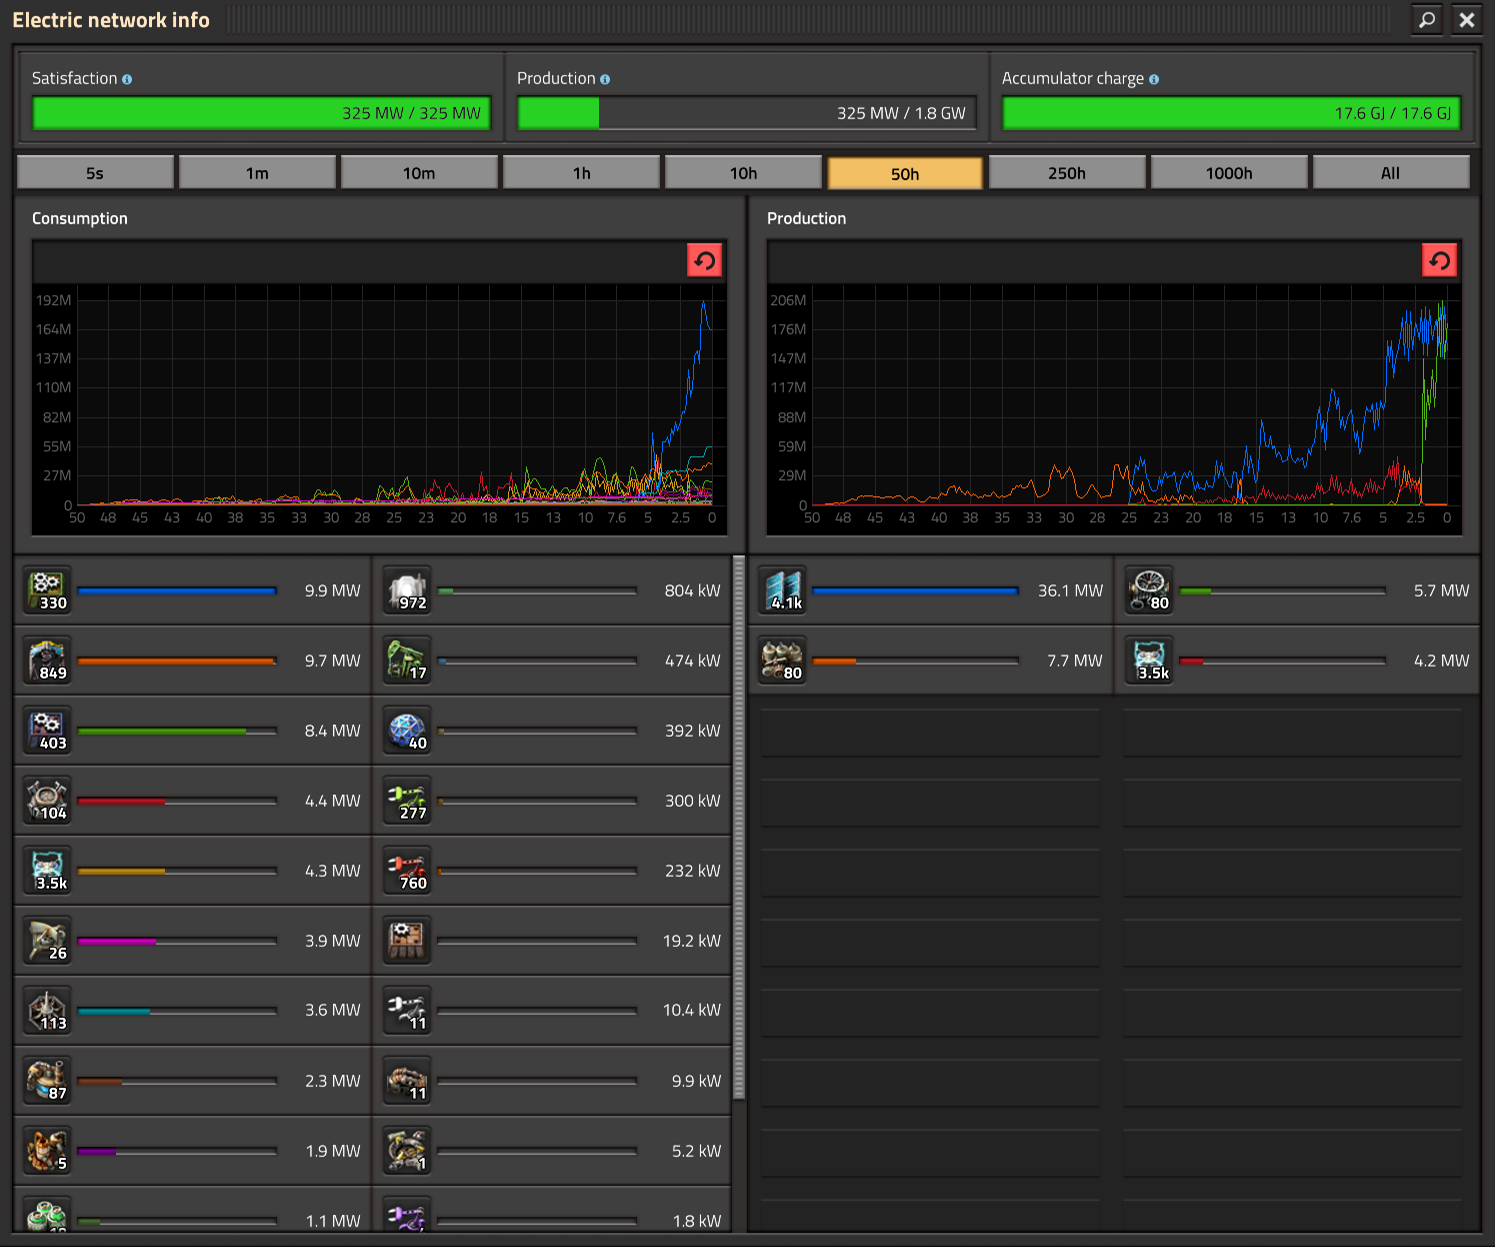 Electric network info
Satisfaction
Production
Accumulator charge
325 MW / 325 MW
325 MW / 1.8 GW
17.6 GJ / 17.6 GJ
5s 1m 10m 1h 10h 50h 250h 1000h All
Consumption
192M
164M
137M
110M
82M
55M
27M
0
50 48 45 43 40 38 35 33 30 28 25 23 20 18 15 13 10 7.6 5 2.5 0
Production
206M
176M
147M
117M
88M
59M
29M
0
50 48 45 43 40 38 35 33 30 28 25 23 20 18 15 13 10 7.6 5 2.5 0
330 9.9 MW 972 804 kW
849 9.7 MW 17 474 kW
403 8.4 MW 40 392 kW
104 4.4 MW 277 300 kW
3.5k 4.3 MW 760 232 kW
26 3.9 MW 19.2 kW
113 3.6 MW 11 10.4 kW
87 2.3 MW 11 9.9 kW
5 1.9 MW 1 5.2 kW
1.1 MW 1.8 kW
4.1k 36.1 MW 80 5.7 MW
80 7.7 MW 3.5k 4.2 MW